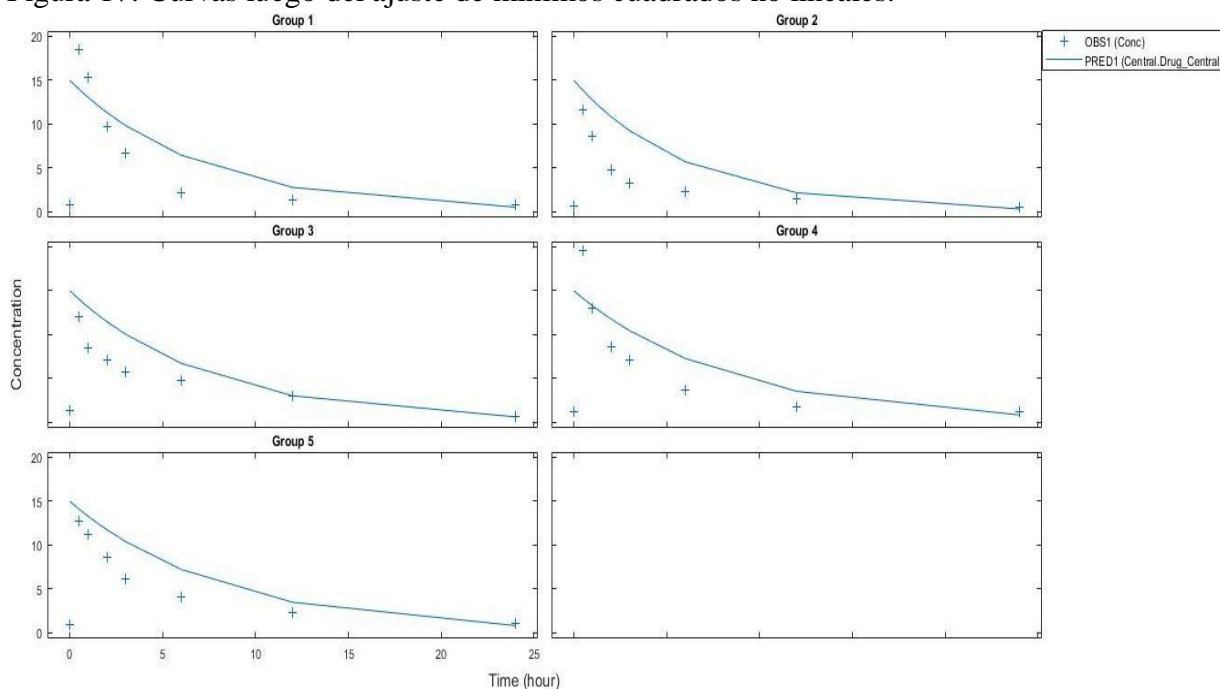 Figura 17. Curvas luego del ajuste de mínimos cuadrados no lineales.
Group 1
Group 2
OBS1 (Conc)
PRED1 (Central.Drug_Central
20
15
10
5
0
Group 3
Group 4
Concentration
Group 5
20
15
10
5
0
0
5
10
15
20
25
Time (hour)